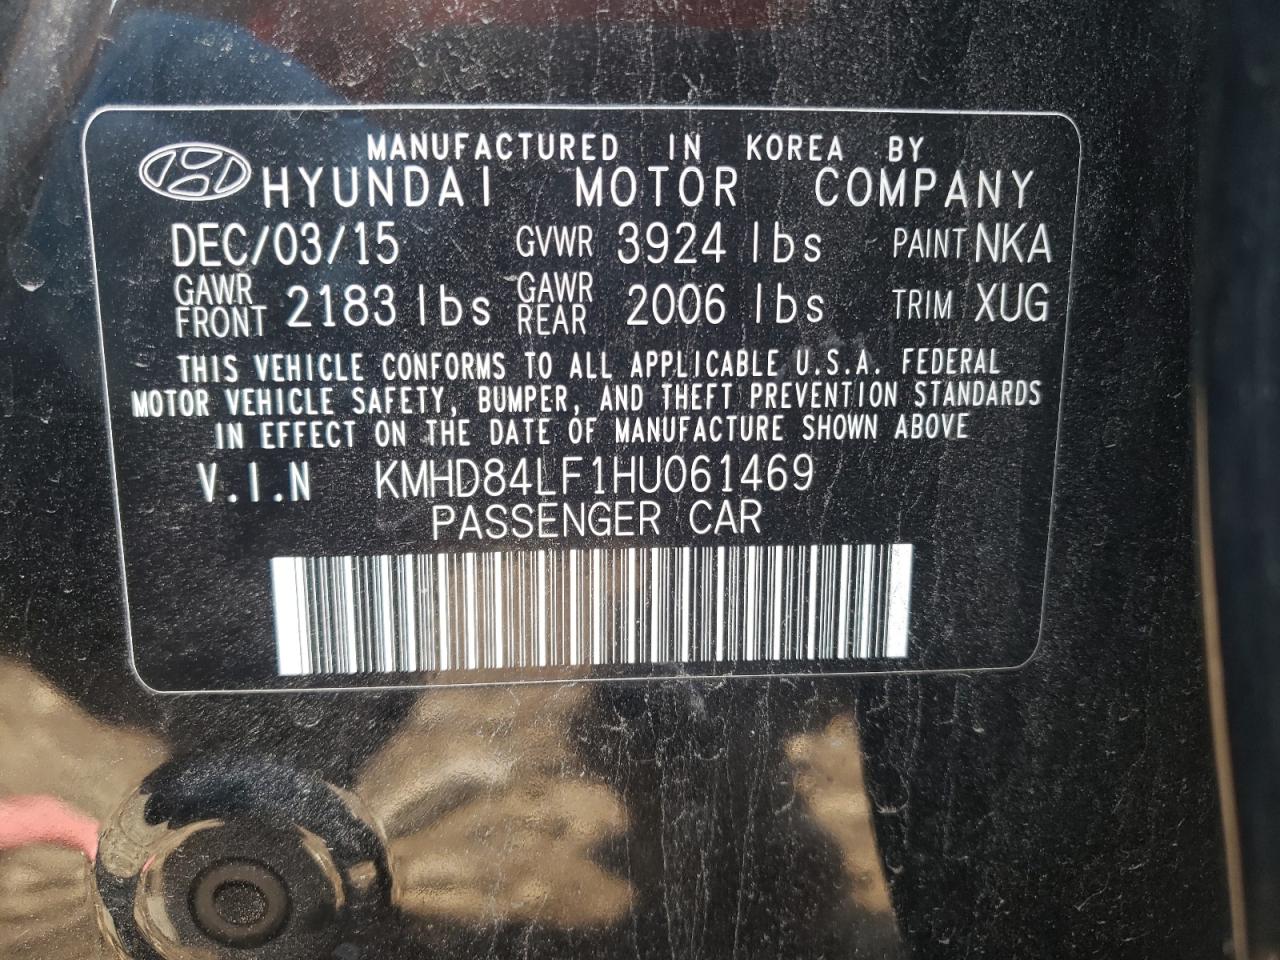 MANUFACTURED IN KOREA BY
HYUNDAI MOTOR COMPANY
DEC/03/15 GVWR 3924 lbs PAINT NKA
GAWR FRONT 2183 lbs GAWR REAR 2006 lbs TRIM XUG
THIS VEHICLE CONFORMS TO ALL APPLICABLE U.S.A. FEDERAL
MOTOR VEHICLE SAFETY, BUMPER, AND THEFT PREVENTION STANDARDS
IN EFFECT ON THE DATE OF MANUFACTURE SHOWN ABOVE
V.I.N KMHD84LF1HU061469
PASSENGER CAR